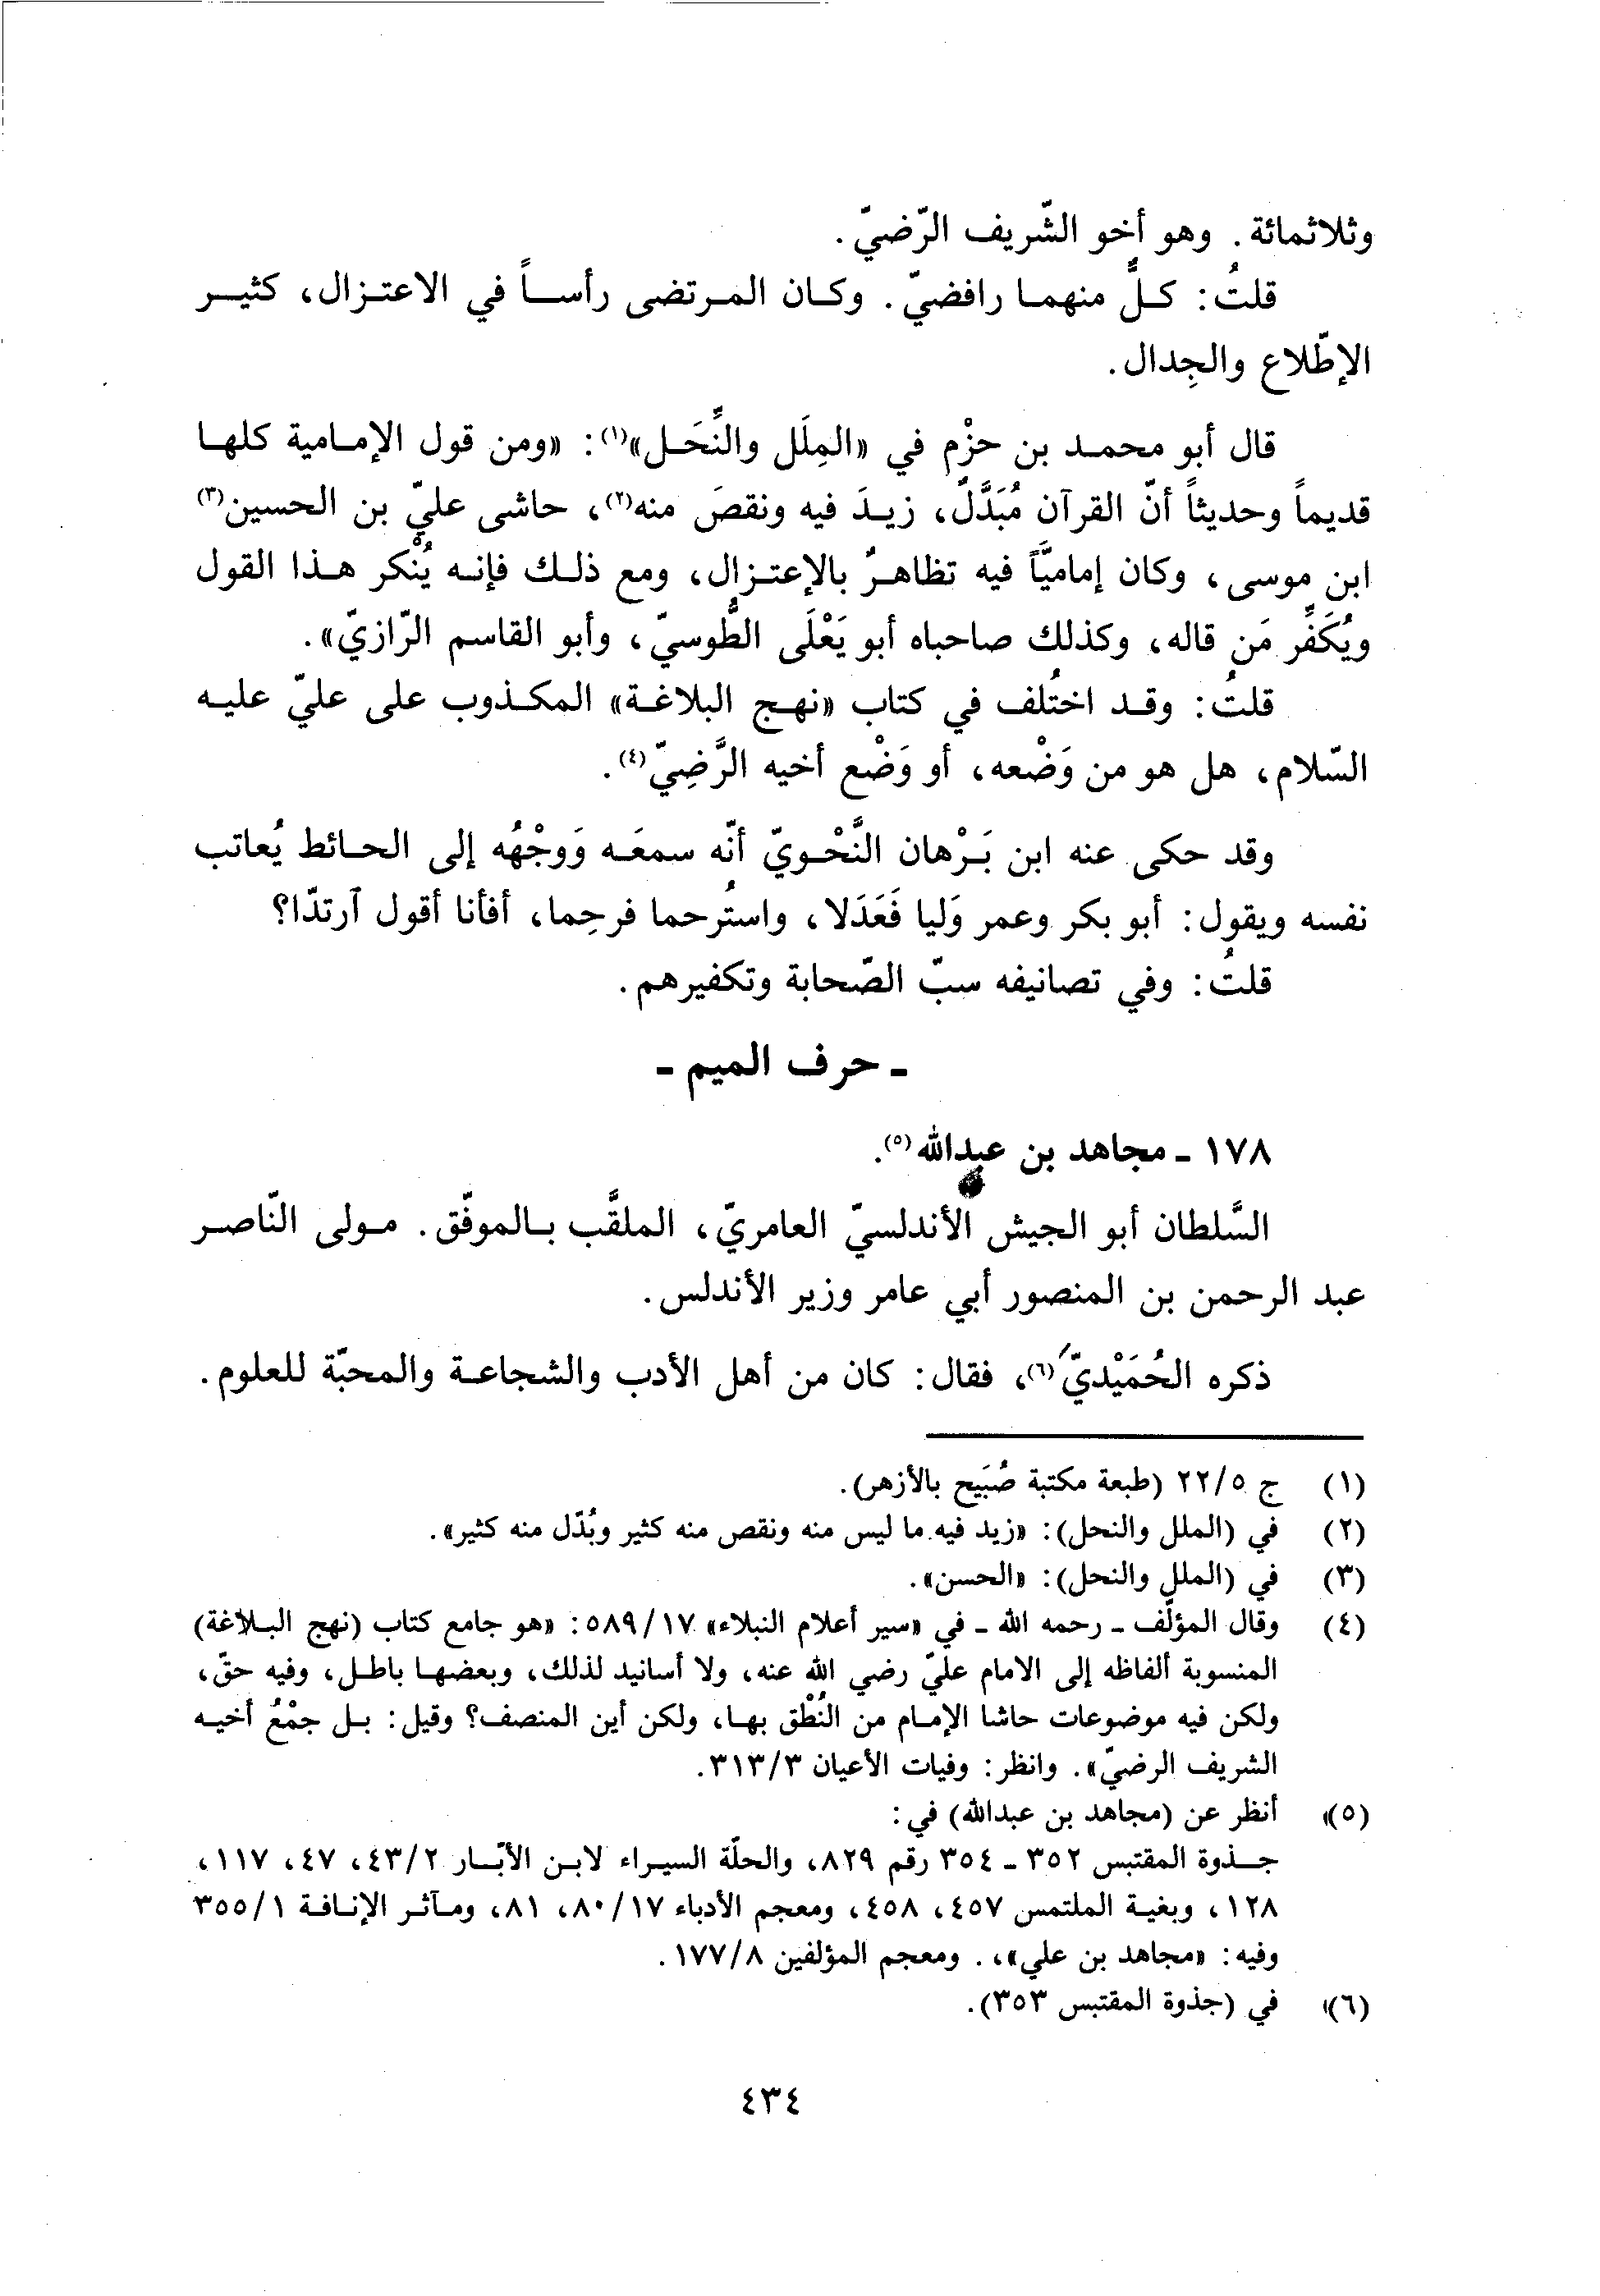 وثلاثمائة. وهو أخو الشّريف الرّضيّ.
قلتُ: كلٌّ منهما رافضيّ. وكان المرتضى رأساً في الاعتزال، كثير
الإطّلاع والجِدال.
قال أبو محمد بن حزْم في «المِلَل والنِّحَل»(١): «ومن قول الإمامية كلها
قديماً وحديثاً أنّ القرآن مُبَدَّلٌ، زيدَ فيه ونقصَ منه(٢)، حاشى عليّ بن الحسين(٣)
ابن موسى، وكان إماميَّاً فيه تظاهرٌ بالإعتزال، ومع ذلك فإنه يُنْكر هذا القول
ويُكَفِّر مَن قاله، وكذلك صاحباه أبو يَعْلَى الطُّوسيّ، وأبو القاسم الرّازيّ».
قلتُ: وقد اختُلف في كتاب «نهج البلاغة» المكذوب على عليّ عليه
السّلام، هل هو من وَضْعه، أو وَضْع أخيه الرَّضِيّ(٤).
وقد حكى عنه ابن بَرْهان النَّحْويّ أنّه سمعَه وَوجْهُه إلى الحائط يُعاتب
نفسه ويقول: أبو بكر وعمر وَليا فَعَدَلا، واستُرحما فرحِما، أفأنا أقول آرتدّا؟
قلتُ: وفي تصانيفه سبّ الصّحابة وتكفيرهم.
ـ حرف الميم ـ
١٧٨ ـ مجاهد بن عبدالله(٥).
السَّلطان أبو الجيش الأندلسيّ العامريّ، الملقَّب بالموفّق. مولى النّاصر
عبد الرحمن بن المنصور أبي عامر وزير الأندلس.
ذكره الحُمَيْديّ(٦)، فقال: كان من أهل الأدب والشجاعة والمحبّة للعلوم.
(١) ج ٢٢/٥ (طبعة مكتبة صُبَيح بالأزهر).
(٢) في (الملل والنحل): «زيد فيه ما ليس منه ونقص منه كثير وبُدّل منه كثير».
(٣) في (الملل والنحل): «الحسن».
(٤) وقال المؤلّف ـ رحمه الله ـ في «سير أعلام النبلاء» ٥٨٩/١٧: «هو جامع كتاب (نهج البلاغة)
المنسوبة ألفاظه إلى الامام عليّ رضي الله عنه، ولا أسانيد لذلك، وبعضها باطل، وفيه حقّ،
ولكن فيه موضوعات حاشا الإمام من النُطْق بها، ولكن أين المنصف؟ وقيل: بل جمْعُ أخيه
الشريف الرضيّ». وانظر: وفيات الأعيان ٣١٣/٣.
(٥) أنظر عن (مجاهد بن عبدالله) في:
جذوة المقتبس ٣٥٢ ـ ٣٥٤ رقم ٨٢٩، والحلّة السيراء لابن الأبّار ٤٣/٢، ٤٧، ١١٧،
١٢٨، وبغية الملتمس ٤٥٧، ٤٥٨، ومعجم الأدباء ٨٠/١٧، ٨١، ومآثر الإنافة ٣٥٥/١
وفيه: «مجاهد بن علي»،. ومعجم المؤلفين ١٧٧/٨.
(٦) في (جذوة المقتبس ٣٥٣).
٤٣٤